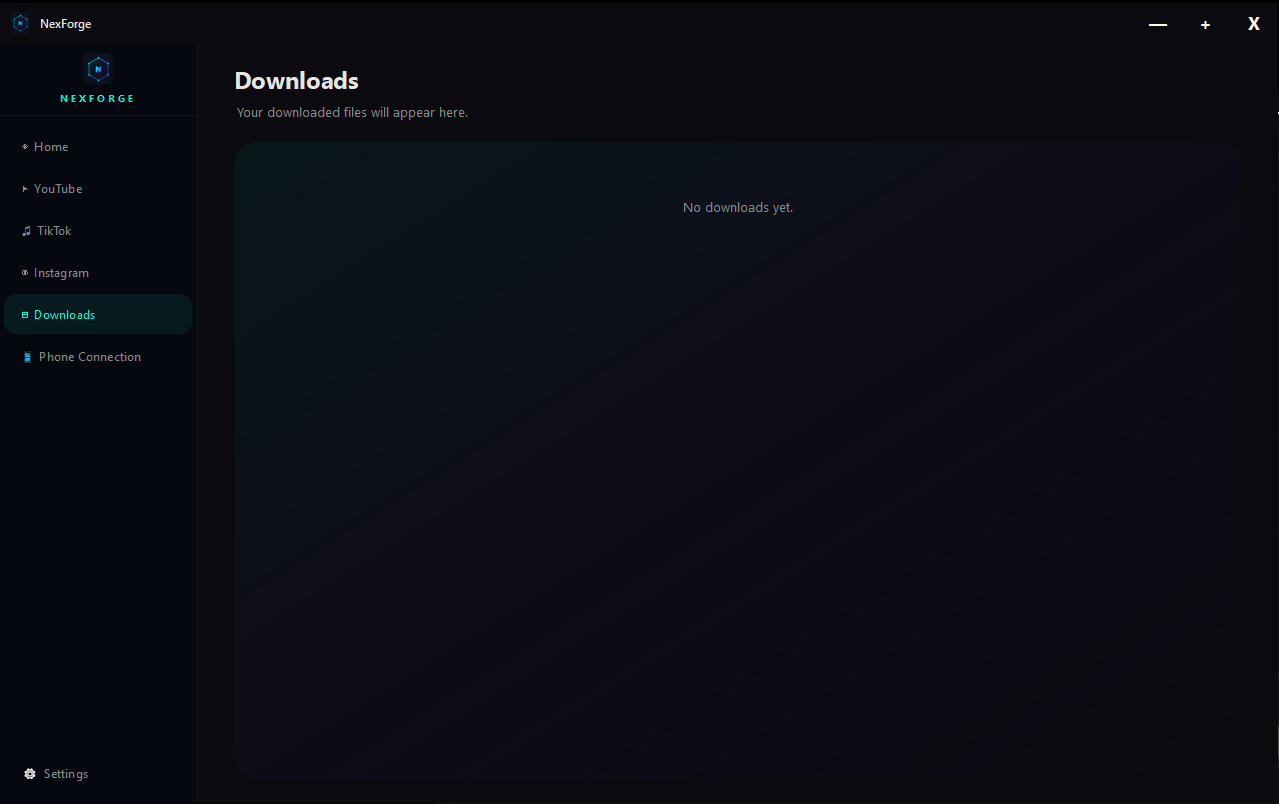 NexForge
— + X
NEXFORGE
Home
YouTube
TikTok
Instagram
Downloads
Phone Connection
Settings
Downloads
Your downloaded files will appear here.
No downloads yet.